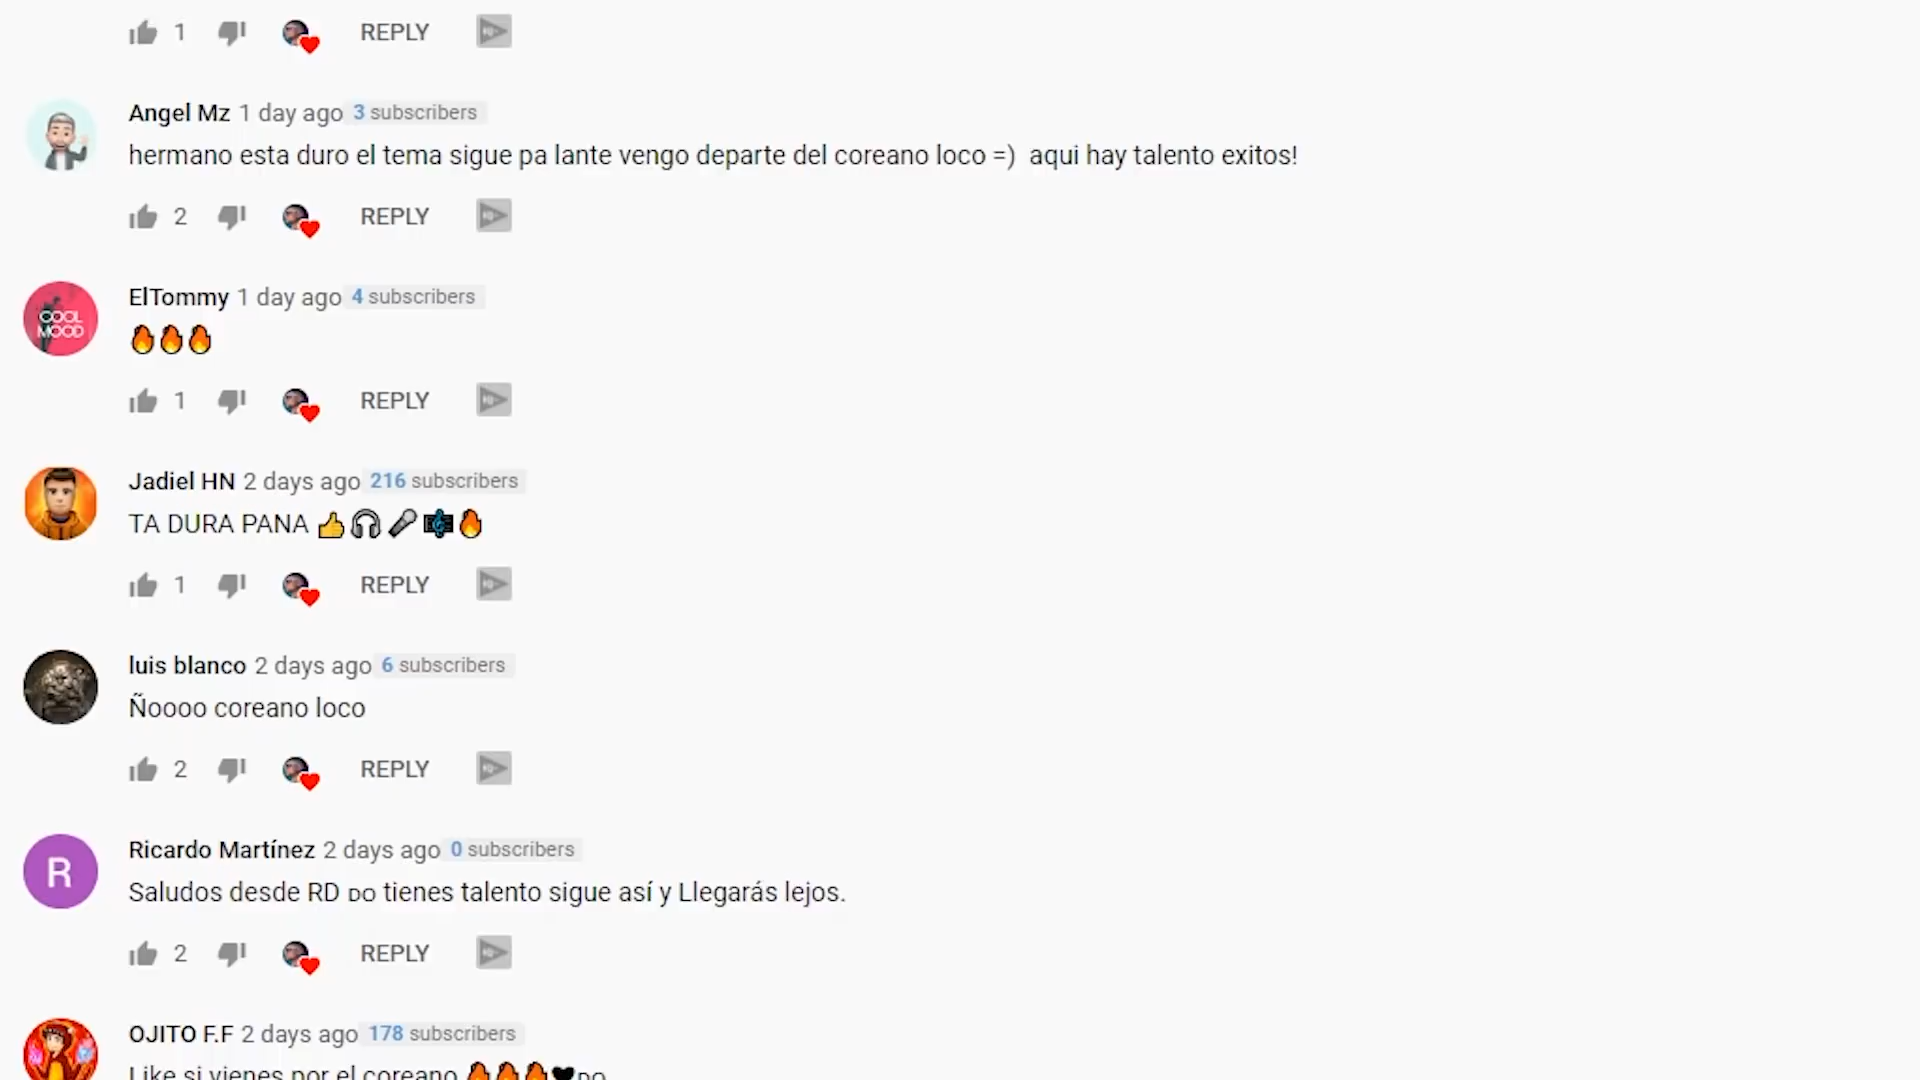 1 REPLY
Angel Mz 1 day ago 3 subscribers
hermano esta duro el tema sigue pa lante vengo departe del coreano loco =) aqui hay talento exitos!
2 REPLY
COOL
MOOD
ElTommy 1 day ago 4 subscribers
🔥🔥🔥
1 REPLY
Jadiel HN 2 days ago 216 subscribers
TA DURA PANA 👍🎧🎤🎼🔥
1 REPLY
luis blanco 2 days ago 6 subscribers
Ñoooo coreano loco
2 REPLY
R
Ricardo Martínez 2 days ago 0 subscribers
Saludos desde RD DO tienes talento sigue así y Llegarás lejos.
2 REPLY
OJITO F.F 2 days ago 178 subscribers
Like si vienes por el coreano 🔥🔥🔥🖤DO